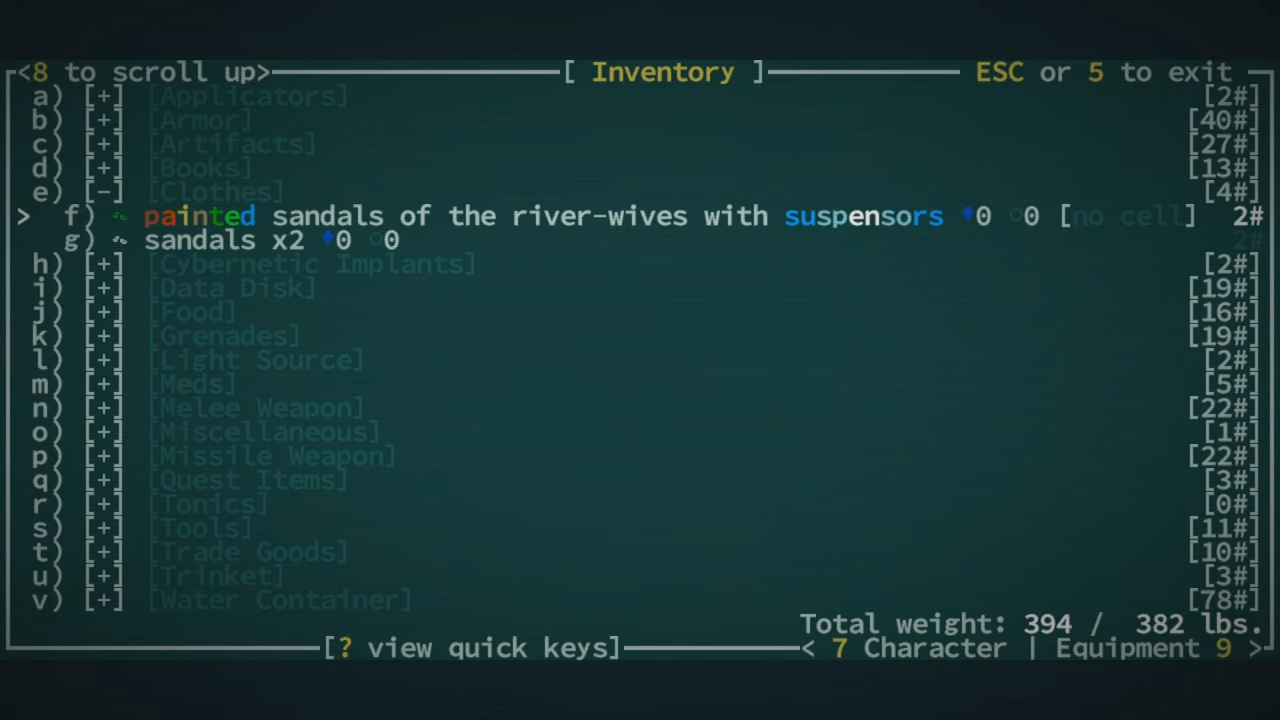 <8 to scroll up> [ Inventory ] ESC or 5 to exit
a) [+] [Applicators] [2#]
b) [+] [Armor] [40#]
c) [+] [Artifacts] [27#]
d) [+] [Books] [13#]
e) [-] [Clothes] [4#]
> f) painted sandals of the river-wives with suspensors ♦0 ○0 [no cell] 2#
g) sandals x2 ♦0 ○0 2#
h) [+] [Cybernetic Implants] [2#]
i) [+] [Data Disk] [19#]
j) [+] [Food] [16#]
k) [+] [Grenades] [19#]
l) [+] [Light Source] [2#]
m) [+] [Meds] [5#]
n) [+] [Melee Weapon] [22#]
o) [+] [Miscellaneous] [1#]
p) [+] [Missile Weapon] [22#]
q) [+] [Quest Items] [3#]
r) [+] [Tonics] [0#]
s) [+] [Tools] [11#]
t) [+] [Trade Goods] [10#]
u) [+] [Trinket] [3#]
v) [+] [Water Container] [78#]
Total weight: 394 / 382 lbs.
[? view quick keys] < 7 Character | Equipment 9 >